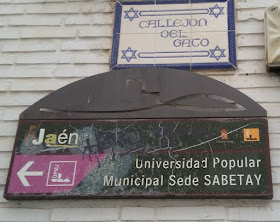 CALLEJON
DEL
GATO
Jaén
Universidad Popular
Municipal Sede SABETAY